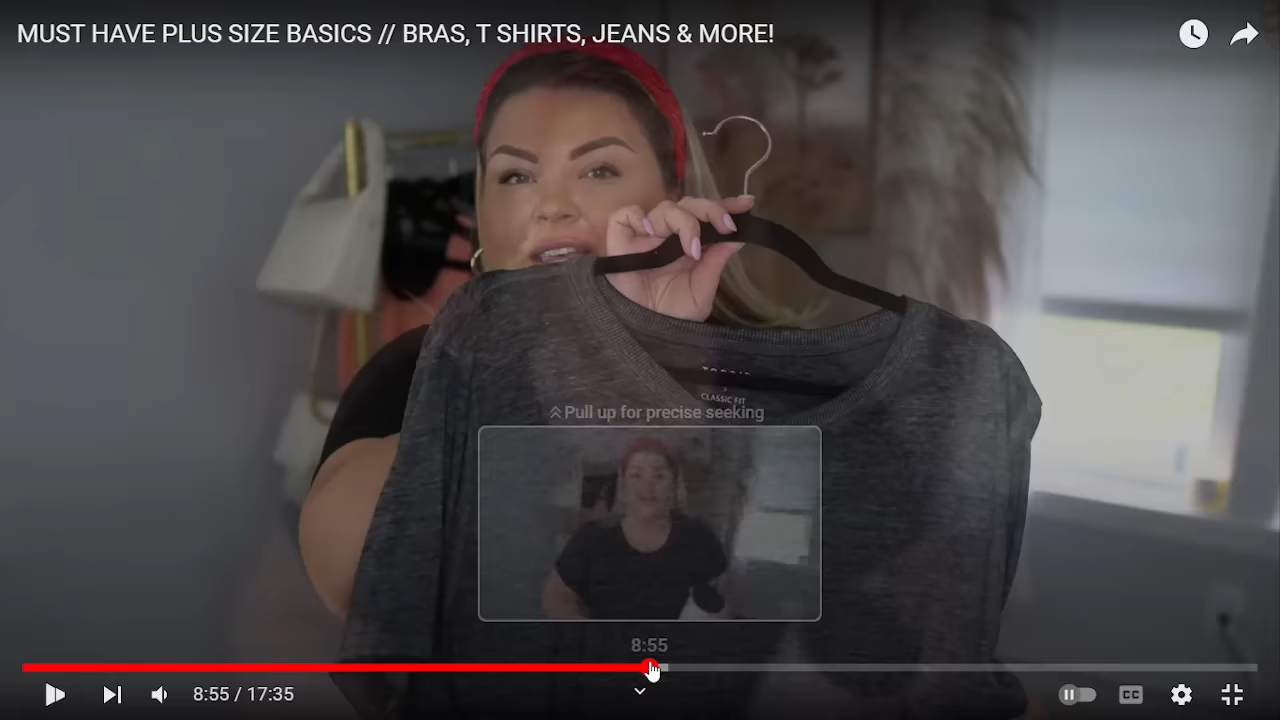 MUST HAVE PLUS SIZE BASICS // BRAS, T SHIRTS, JEANS & MORE!
CLASSIC FIT
Pull up for precise seeking
8:55
8:55 / 17:35
CC